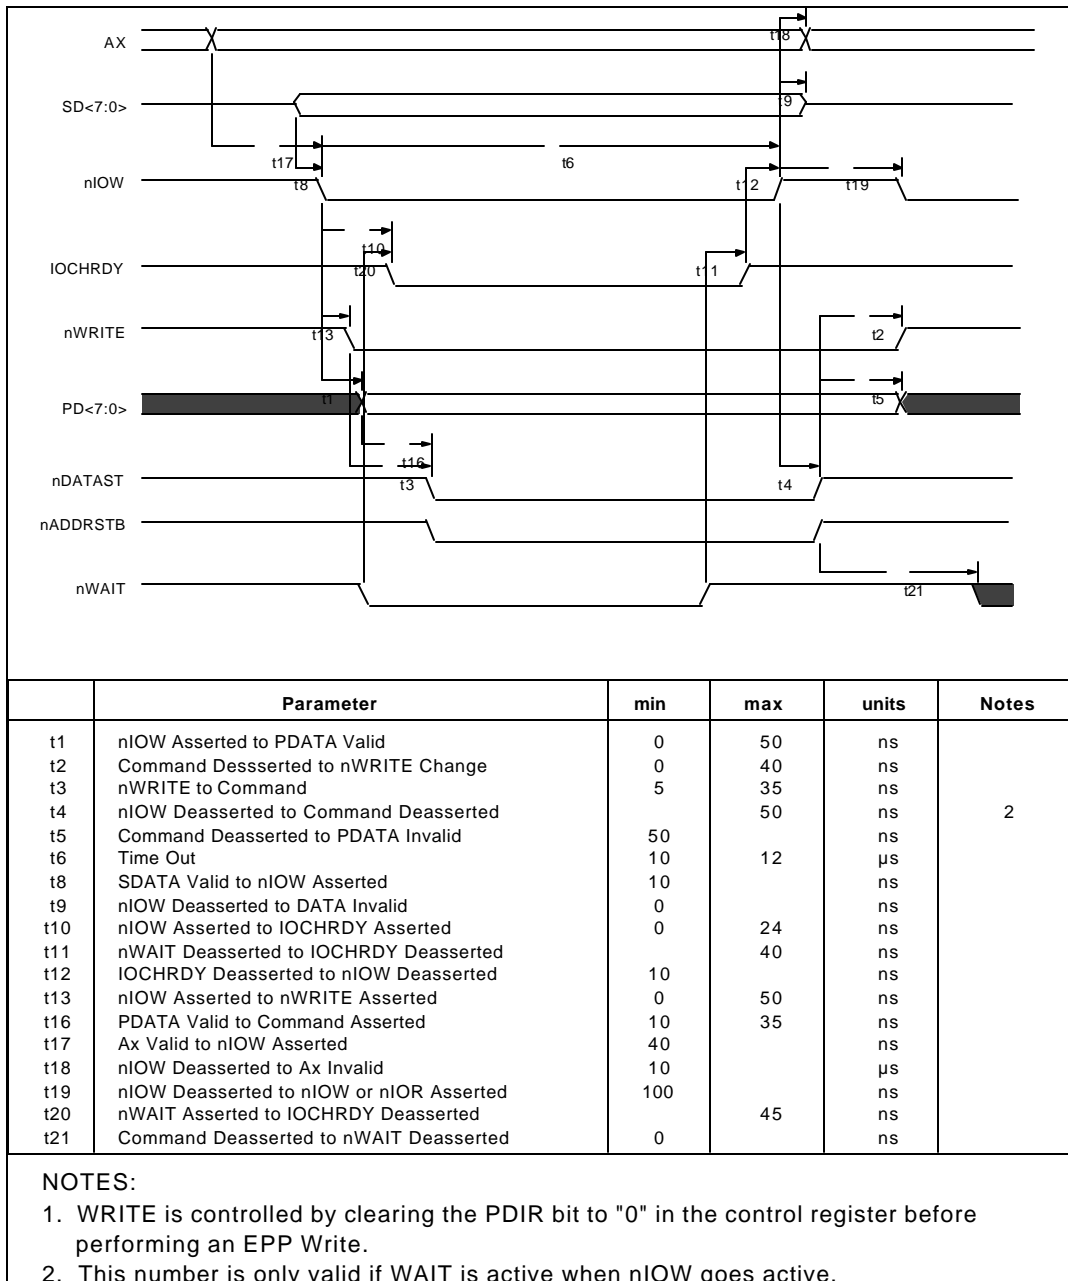 AX
t18
SD<7:0>
t9
t17
t6
nIOW
t8
t12
t19
t10
IOCHRDY
t20
t11
nWRITE
t13
t2
PD<7:0>
t1
t5
t16
nDATAST
t3
t4
nADDRSTB
nWAIT
t21
Parameter min max units Notes
t1 nIOW Asserted to PDATA Valid 0 50 ns
t2 Command Dessserted to nWRITE Change 0 40 ns
t3 nWRITE to Command 5 35 ns
t4 nIOW Deasserted to Command Deasserted 50 ns 2
t5 Command Deasserted to PDATA Invalid 50 ns
t6 Time Out 10 12 µs
t8 SDATA Valid to nIOW Asserted 10 ns
t9 nIOW Deasserted to DATA Invalid 0 ns
t10 nIOW Asserted to IOCHRDY Asserted 0 24 ns
t11 nWAIT Deasserted to IOCHRDY Deasserted 40 ns
t12 IOCHRDY Deasserted to nIOW Deasserted 10 ns
t13 nIOW Asserted to nWRITE Asserted 0 50 ns
t16 PDATA Valid to Command Asserted 10 35 ns
t17 Ax Valid to nIOW Asserted 40 ns
t18 nIOW Deasserted to Ax Invalid 10 µs
t19 nIOW Deasserted to nIOW or nIOR Asserted 100 ns
t20 nWAIT Asserted to IOCHRDY Deasserted 45 ns
t21 Command Deasserted to nWAIT Deasserted 0 ns
NOTES:
1. WRITE is controlled by clearing the PDIR bit to "0" in the control register before
performing an EPP Write.
2. This number is only valid if WAIT is active when nIOW goes active.